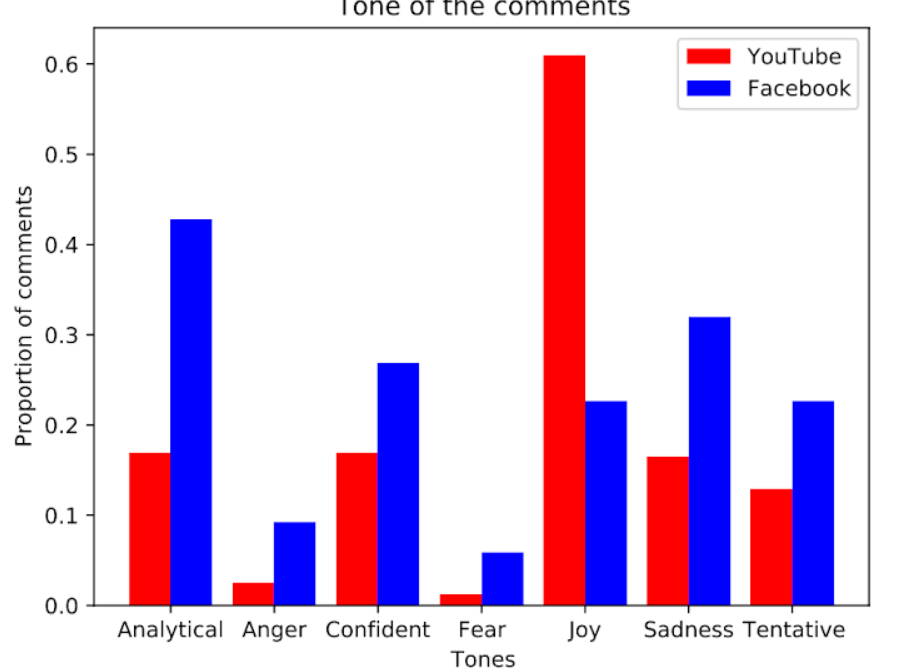 Tone of the comments
YouTube
Facebook
Proportion of comments
0.6
0.5
0.4
0.3
0.2
0.1
0.0
Analytical Anger Confident Fear Joy Sadness Tentative
Tones